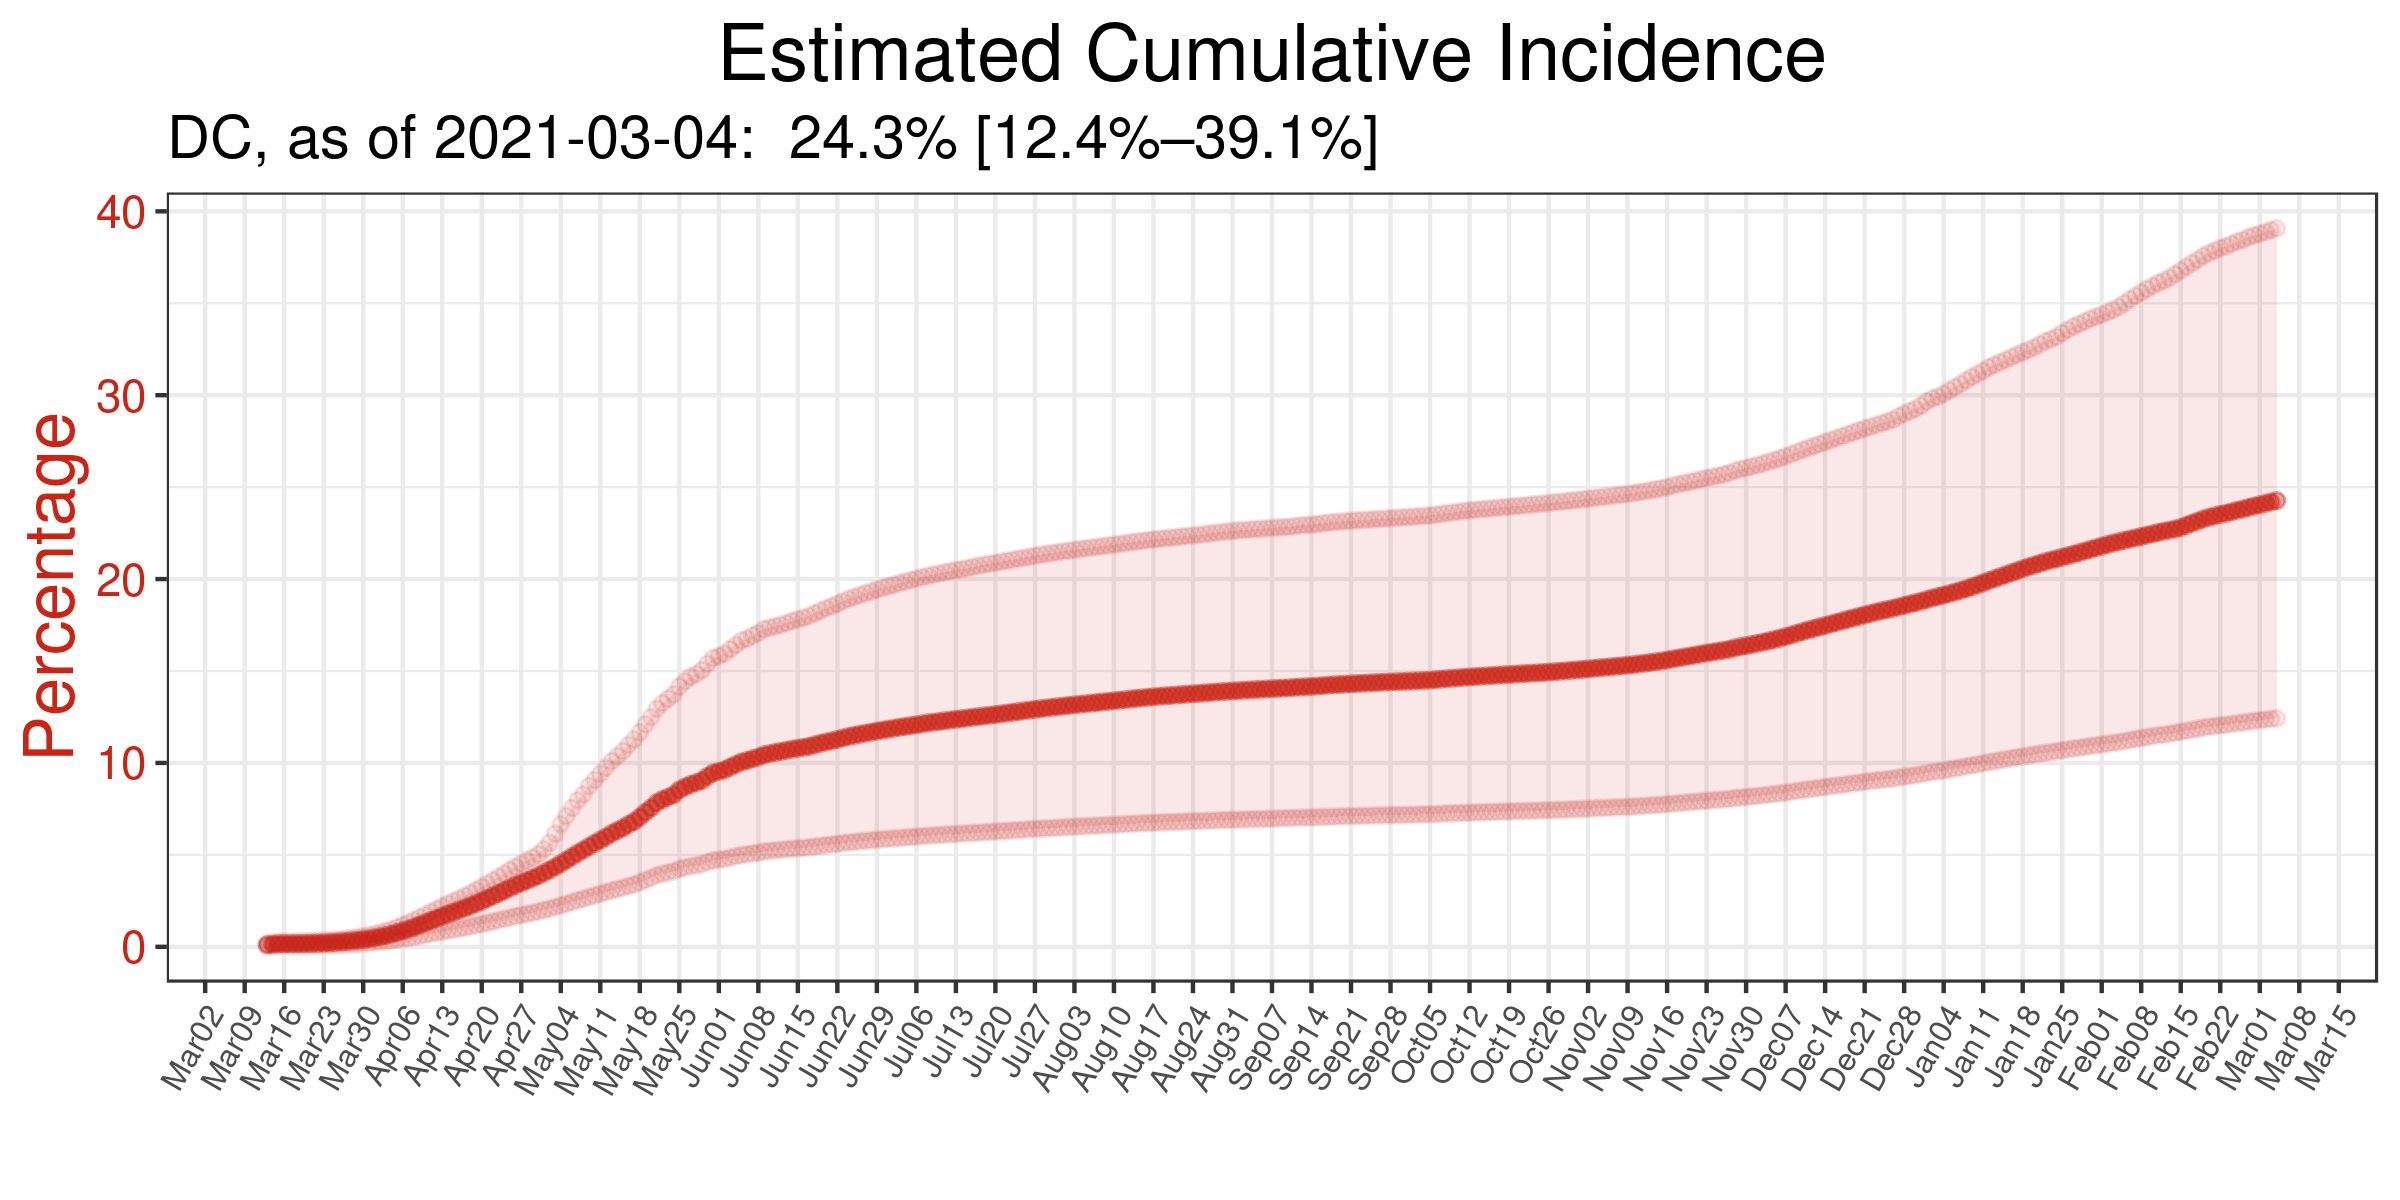 Estimated Cumulative Incidence
DC, as of 2021-03-04:  24.3% [12.4%–39.1%]
Percentage
40
30
20
10
0
Mar02
Mar09
Mar16
Mar23
Mar30
Apr06
Apr13
Apr20
Apr27
May04
May11
May18
May25
Jun01
Jun08
Jun15
Jun22
Jun29
Jul06
Jul13
Jul20
Jul27
Aug03
Aug10
Aug17
Aug24
Aug31
Sep07
Sep14
Sep21
Sep28
Oct05
Oct12
Oct19
Oct26
Nov02
Nov09
Nov16
Nov23
Nov30
Dec07
Dec14
Dec21
Dec28
Jan04
Jan11
Jan18
Jan25
Feb01
Feb08
Feb15
Feb22
Mar01
Mar08
Mar15